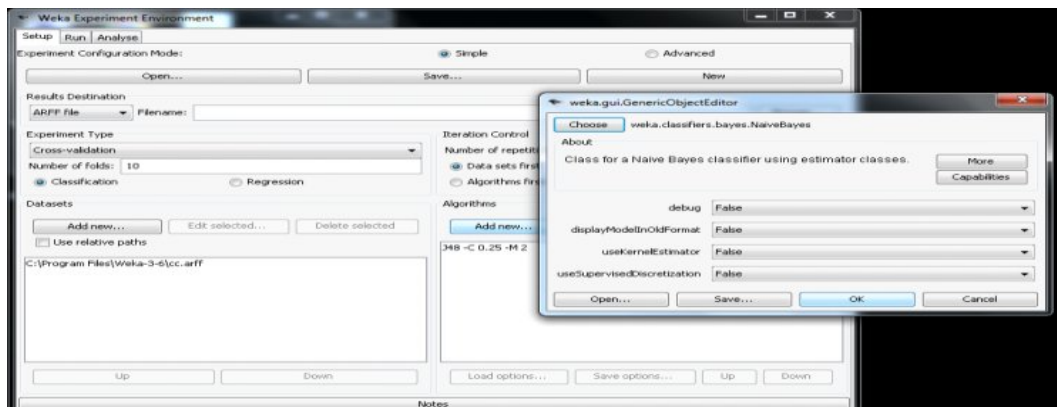 Weka Experiment Environment
Setup Run Analyse
Experiment Configuration Mode: Simple Advanced
Open... Save... New
Results Destination
ARFF file Filename:
Experiment Type
Cross-validation
Number of folds: 10
Classification Regression
Iteration Control
Number of repetiti
Data sets first
Algorithms firs
Datasets
Add new... Edit selected... Delete selected
Use relative paths
C:\Program Files\Weka-3-6\cc.arff
Up Down
Algorithms
Add new...
J48 -C 0.25 -M 2
Load options... Save options... Up Down
Notes
weka.gui.GenericObjectEditor
Choose weka.classifiers.bayes.NaiveBayes
About
Class for a Naive Bayes classifier using estimator classes.
More
Capabilities
debug False
displayModelInOldFormat False
useKernelEstimator False
useSupervisedDiscretization False
Open... Save... OK Cancel